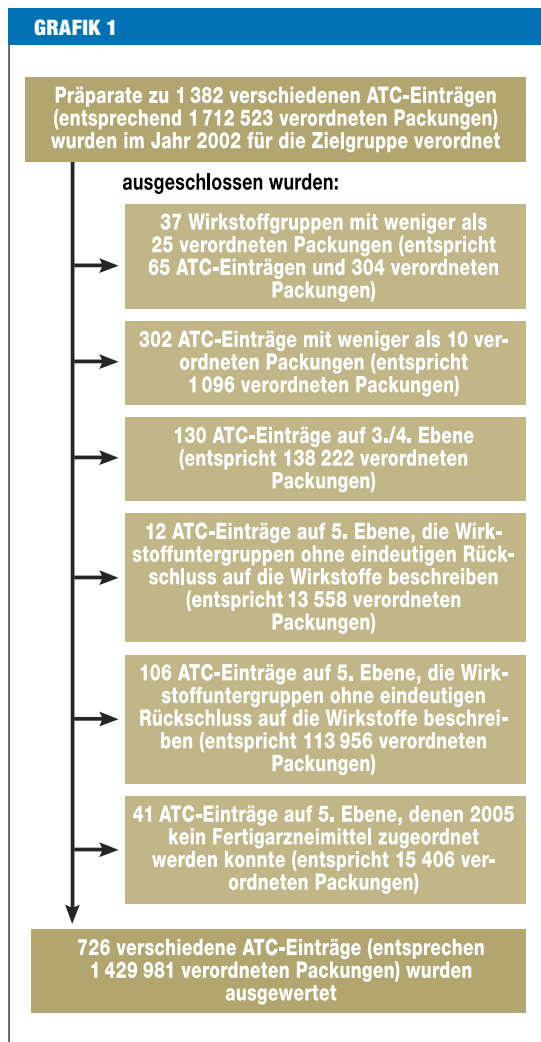 GRAFIK 1
Präparate zu 1 382 verschiedenen ATC-Einträgen
(entsprechend 1 712 523 verordneten Packungen)
wurden im Jahr 2002 für die Zielgruppe verordnet
ausgeschlossen wurden:
37 Wirkstoffgruppen mit weniger als
25 verordneten Packungen (entspricht
65 ATC-Einträgen und 304 verordneten
Packungen)
302 ATC-Einträge mit weniger als 10 ver-
ordneten Packungen (entspricht
1 096 verordneten Packungen)
130 ATC-Einträge auf 3./4. Ebene
(entspricht 138 222 verordneten
Packungen)
12 ATC-Einträge auf 5. Ebene, die Wirk-
stoffuntergruppen ohne eindeutigen Rück-
schluss auf die Wirkstoffe beschreiben
(entspricht 13 558 verordneten
Packungen)
106 ATC-Einträge auf 5. Ebene, die Wirk-
stoffuntergruppen ohne eindeutigen
Rückschluss auf die Wirkstoffe beschrei-
ben (entspricht 113 956 verordneten
Packungen)
41 ATC-Einträge auf 5. Ebene, denen 2005
kein Fertigarzneimittel zugeordnet
werden konnte (entspricht 15 406 ver-
ordneten Packungen)
726 verschiedene ATC-Einträge (entsprechen
1 429 981 verordneten Packungen) wurden
ausgewertet